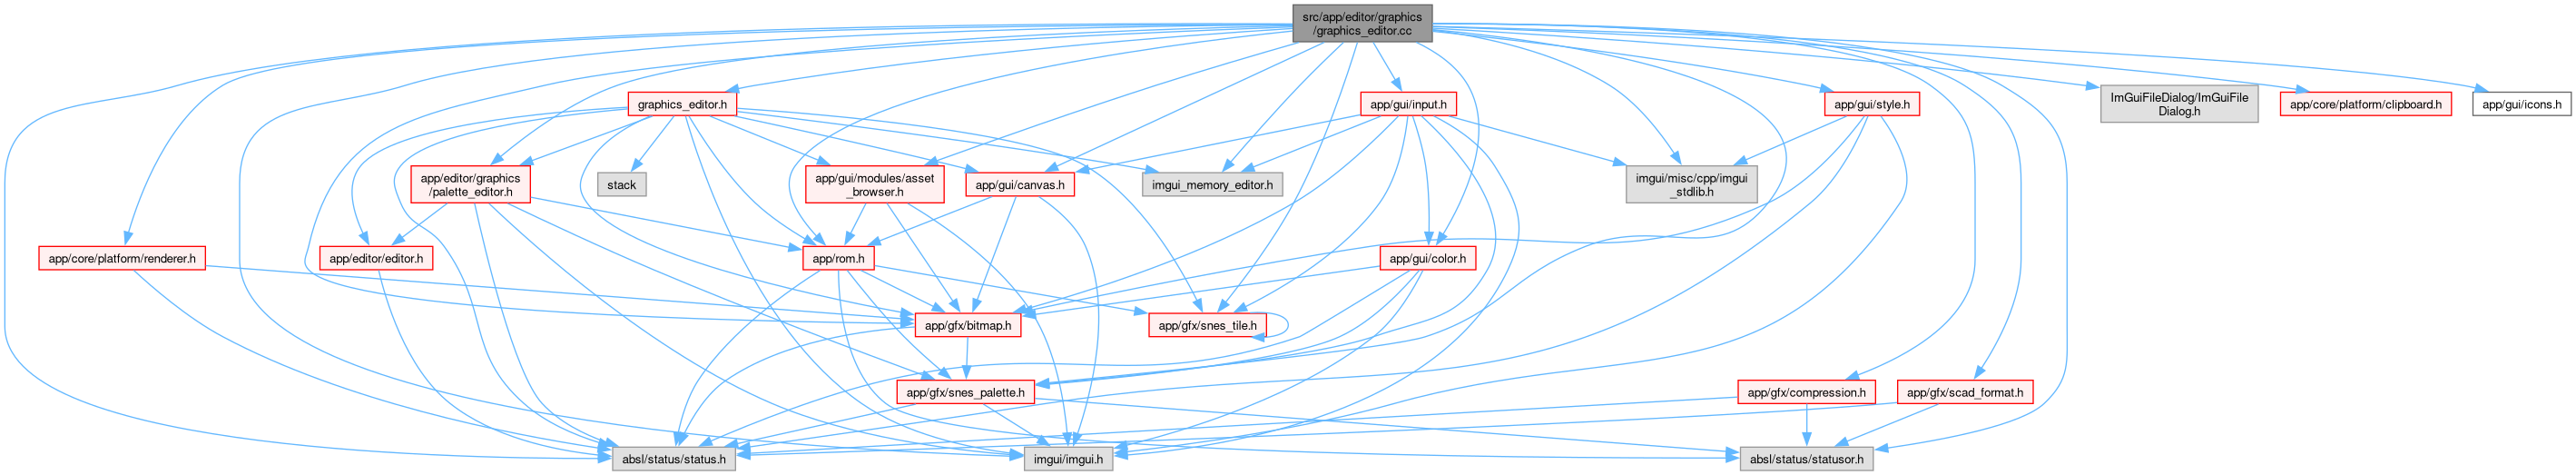 src/app/editor/graphics
/graphics_editor.cc
graphics_editor.h
app/gui/input.h
app/gui/style.h
ImGuiFileDialog/ImGuiFile
Dialog.h
app/core/platform/clipboard.h
app/gui/icons.h
app/editor/graphics
/palette_editor.h
stack
app/gui/modules/asset
_browser.h
app/gui/canvas.h
imgui_memory_editor.h
imgui/misc/cpp/imgui
_stdlib.h
app/core/platform/renderer.h
app/editor/editor.h
app/rom.h
app/gui/color.h
app/gfx/bitmap.h
app/gfx/snes_tile.h
app/gfx/snes_palette.h
app/gfx/compression.h
app/gfx/scad_format.h
absl/status/status.h
imgui/imgui.h
absl/status/statusor.h